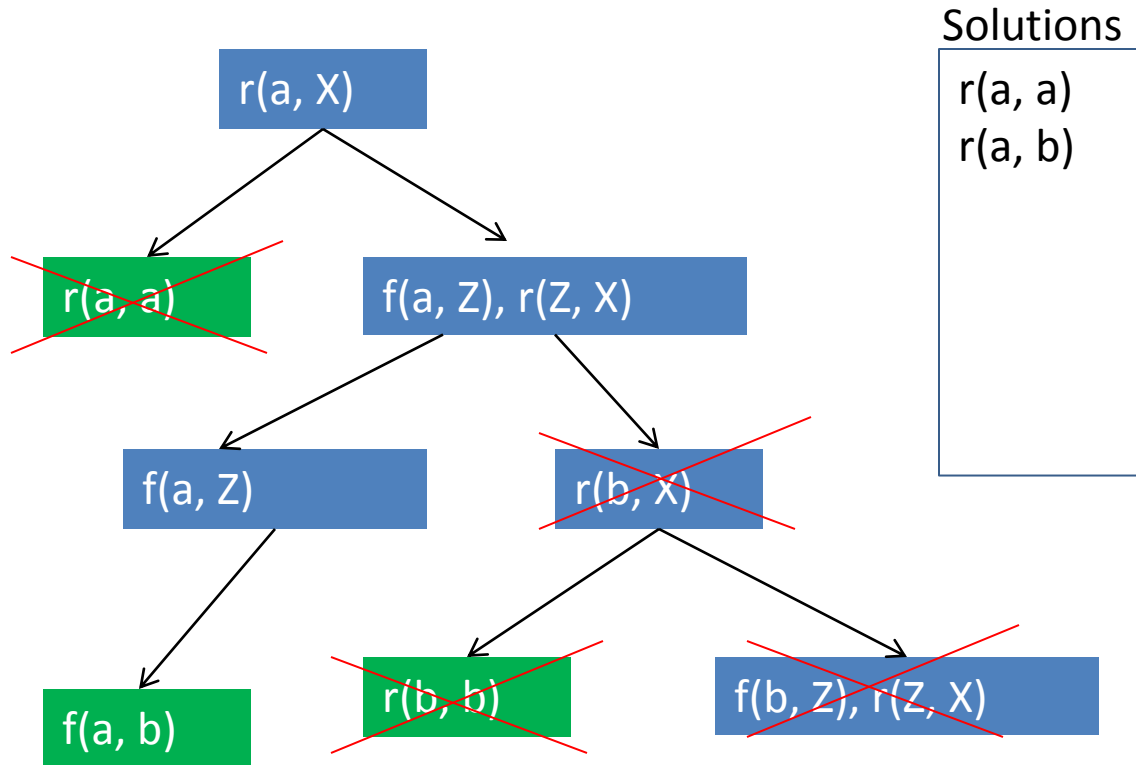 Solutions
r(a, X)
r(a, a)
r(a, b)
r(a, a)
f(a, Z), r(Z, X)
f(a, Z)
r(b, X)
f(a, b)
r(b, b)
f(b, Z), r(Z, X)